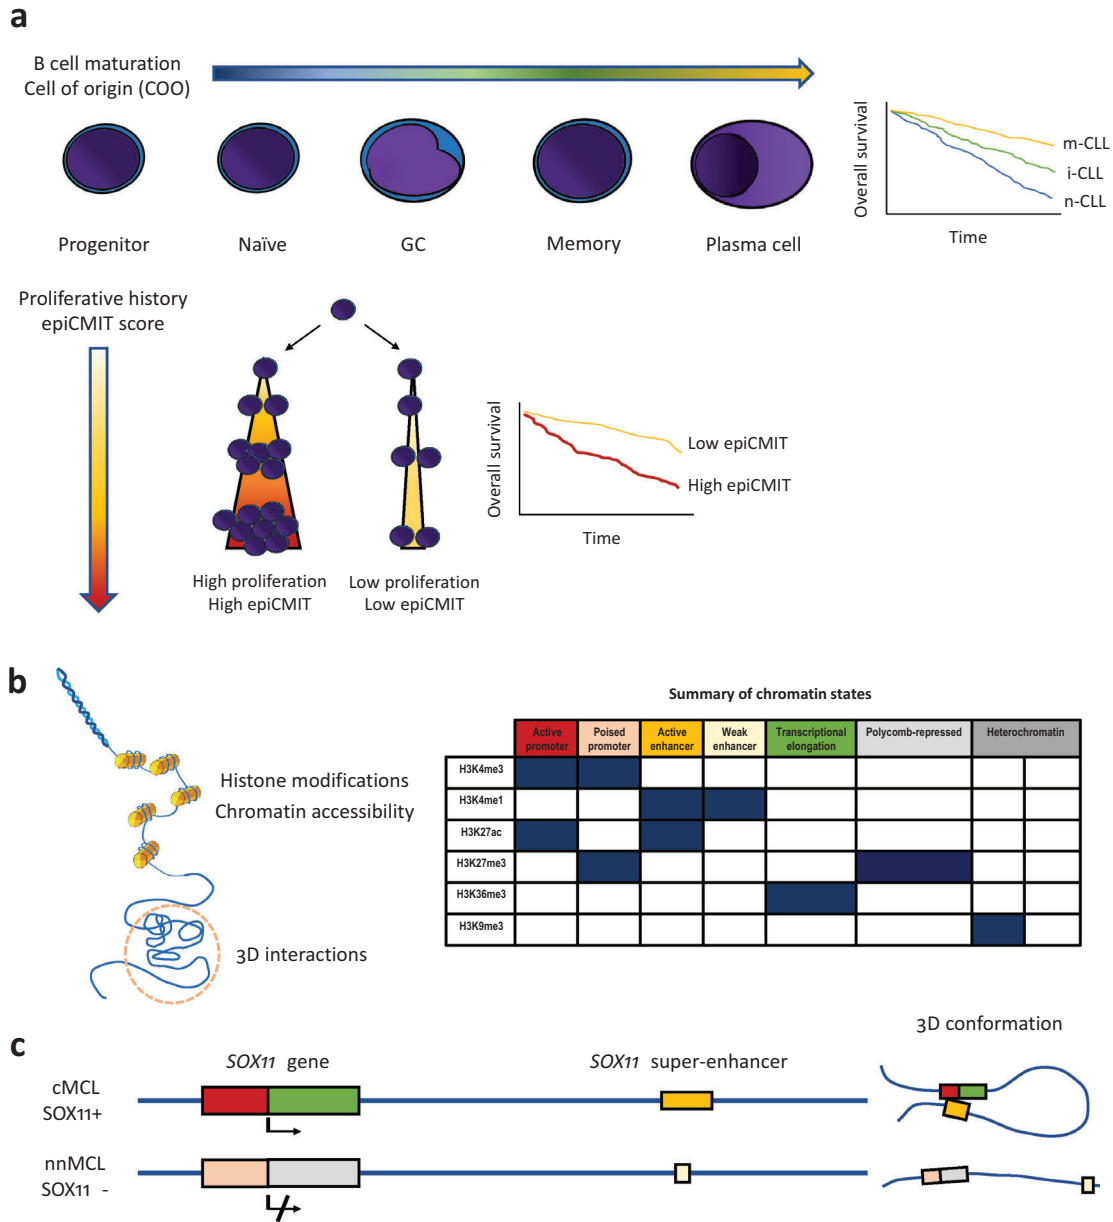 a
B cell maturation
Cell of origin (COO)
Progenitor
Naïve
GC
Memory
Plasma cell
Overall survival
m-CLL
i-CLL
n-CLL
Time
Proliferative history
epiCMIT score
High proliferation
High epiCMIT
Low proliferation
Low epiCMIT
Overall survival
Low epiCMIT
High epiCMIT
Time
b
Histone modifications
Chromatin accessibility
3D interactions
Summary of chromatin states
Active promoter
Poised promoter
Active enhancer
Weak enhancer
Transcriptional elongation
Polycomb-repressed
Heterochromatin
H3K4me3
H3K4me1
H3K27ac
H3K27me3
H3K36me3
H3K9me3
c
SOX11 gene
SOX11 super-enhancer
3D conformation
cMCL
SOX11+
nnMCL
SOX11 -